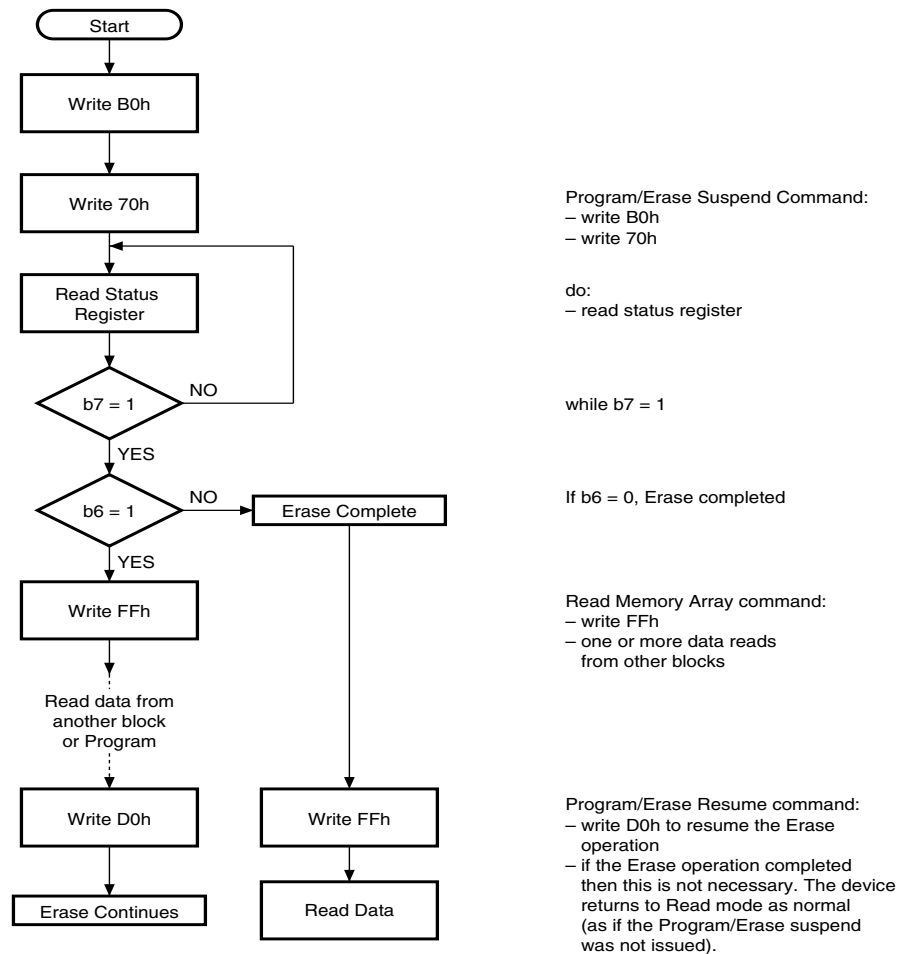 Start
Write B0h
Write 70h
Program/Erase Suspend Command:
– write B0h
– write 70h
Read Status
Register
do:
– read status register
NO
b7 = 1
while b7 = 1
YES
NO
b6 = 1
Erase Complete
If b6 = 0, Erase completed
YES
Write FFh
Read Memory Array command:
– write FFh
– one or more data reads
from other blocks
Read data from
another block
or Program
Write D0h
Write FFh
Program/Erase Resume command:
– write D0h to resume the Erase
operation
– if the Erase operation completed
then this is not necessary. The device
returns to Read mode as normal
(as if the Program/Erase suspend
was not issued).
Erase Continues
Read Data